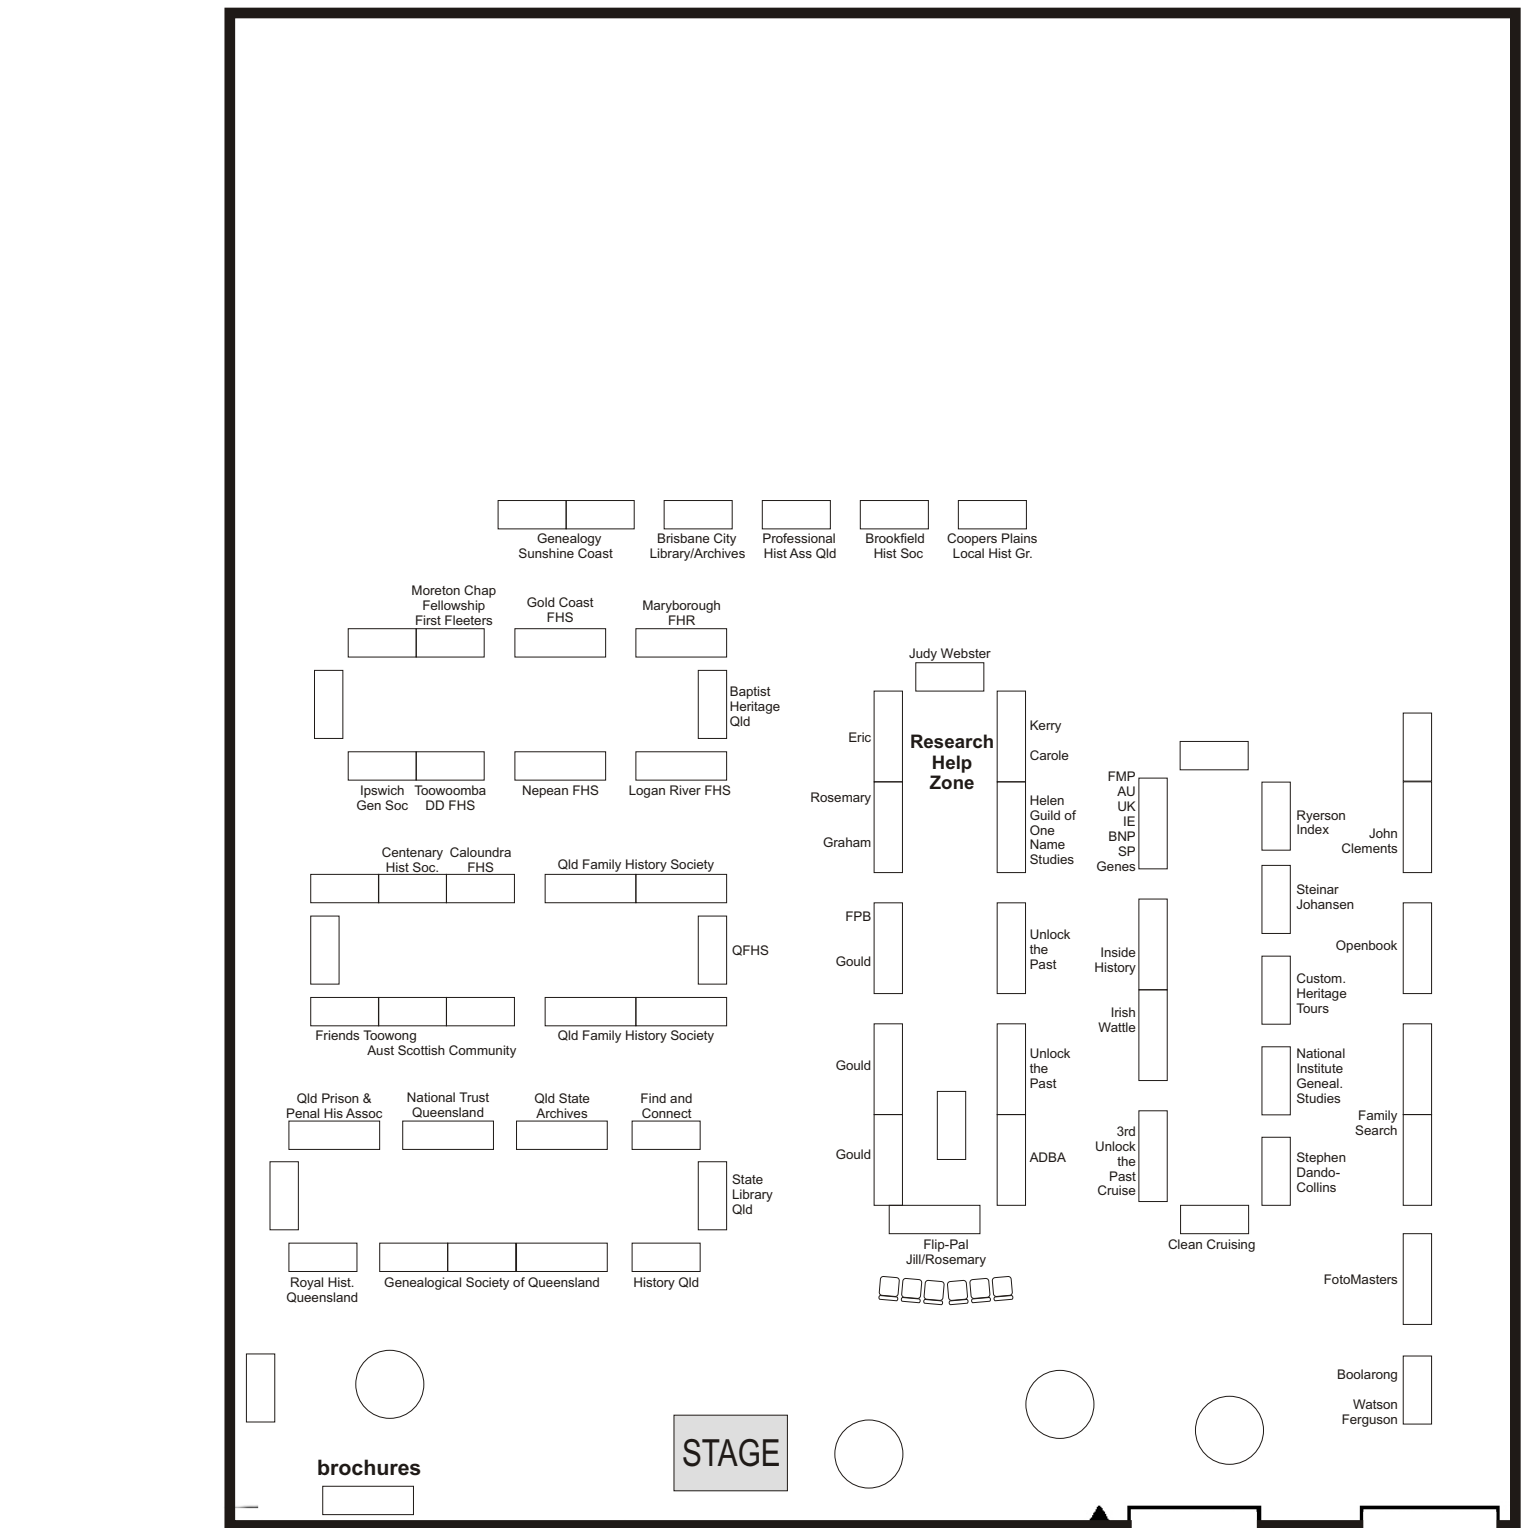 Genealogy
Sunshine Coast
Brisbane City
Library/Archives
Professional
Hist Ass Qld
Brookfield
Hist Soc
Coopers Plains
Local Hist Gr.
Moreton Chap
Fellowship
First Fleeters
Gold Coast
FHS
Maryborough
FHR
Baptist
Heritage
Qld
Ipswich
Gen Soc
Toowoomba
DD FHS
Nepean FHS
Logan River FHS
Centenary
Hist Soc.
Caloundra
FHS
Qld Family History Society
QFHS
Friends Toowong
Aust Scottish Community
Qld Family History Society
Qld Prison &
Penal His Assoc
National Trust
Queensland
Qld State
Archives
Find and
Connect
State
Library
Qld
Royal Hist.
Queensland
Genealogical Society of Queensland
History Qld
brochures
STAGE
Judy Webster
Eric
Research
Help
Zone
Kerry
Carole
Rosemary
Graham
Helen
Guild of
One
Name
Studies
FPB
Gould
Unlock
the
Past
Gould
Unlock
the
Past
Gould
ADBA
Flip-Pal
Jill/Rosemary
FMP
AU
UK
IE
BNP
SP
Genes
Inside
History
Irish
Wattle
3rd
Unlock
the
Past
Cruise
Clean Cruising
Ryerson
Index
Steinar
Johansen
Custom.
Heritage
Tours
National
Institute
Geneal.
Studies
Stephen
Dando-
Collins
John
Clements
Openbook
Family
Search
FotoMasters
Boolarong
Watson
Ferguson